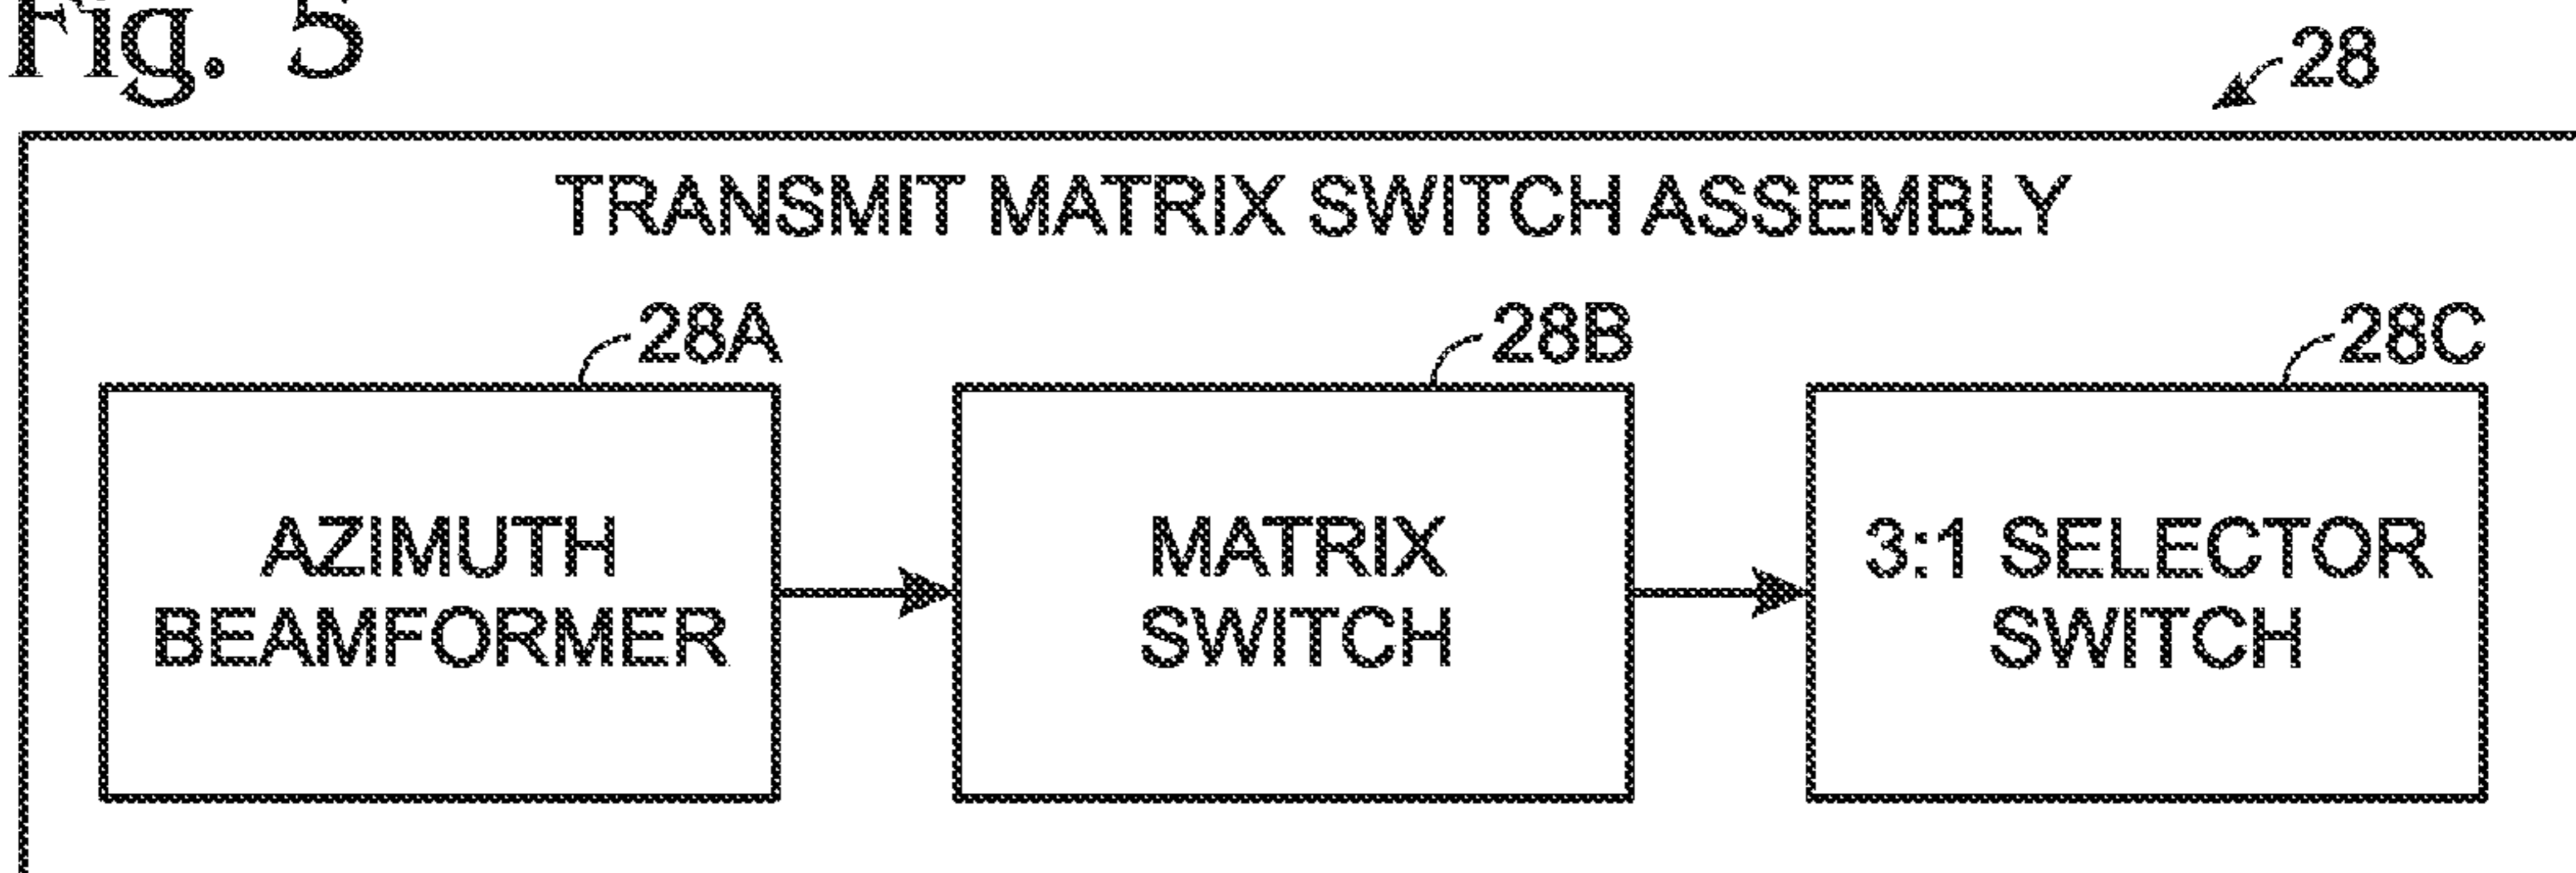 Fig. 5
28
TRANSMIT MATRIX SWITCH ASSEMBLY
28A
28B
28C
AZIMUTH
BEAMFORMER
MATRIX
SWITCH
3:1 SELECTOR
SWITCH